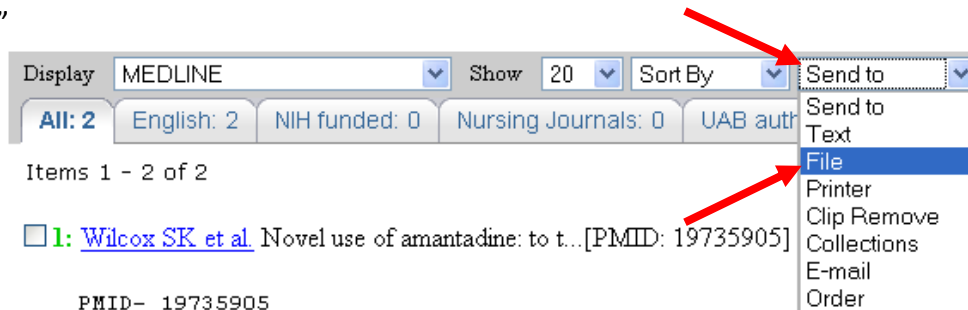 ”
Display MEDLINE Show 20 Sort By Send to
All: 2 English: 2 NIH funded: 0 Nursing Journals: 0 UAB auth
Send to
Text
File
Printer
Clip Remove
Collections
E-mail
Order
Items 1 - 2 of 2
1: Wilcox SK et al. Novel use of amantadine: to t...[PMID: 19735905]
PMID- 19735905